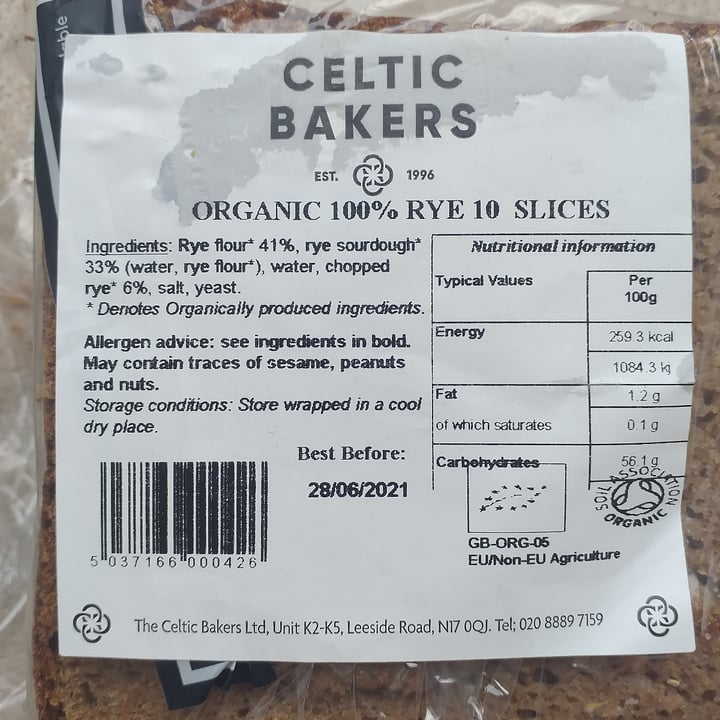 CELTIC
BAKERS
EST. 1996
ORGANIC 100% RYE 10 SLICES
Ingredients: Rye flour* 41%, rye sourdough*
33% (water, rye flour*), water, chopped
rye* 6%, salt, yeast.
* Denotes Organically produced ingredients.
Allergen advice: see ingredients in bold.
May contain traces of sesame, peanuts
and nuts.
Storage conditions: Store wrapped in a cool
dry place.
Best Before:
28/06/2021
5 037166 000426
Nutritional information
Typical Values
Per
100g
Energy
259.3 kcal
1084.3 kj
Fat
1.2 g
of which saturates
0.1 g
Carbohydrates
56.1 g
SOIL ASSOCIATION
ORGANIC
GB-ORG-05
EU/Non-EU Agriculture
The Celtic Bakers Ltd, Unit K2-K5, Leeside Road, N17 0QJ. Tel; 020 8889 7159